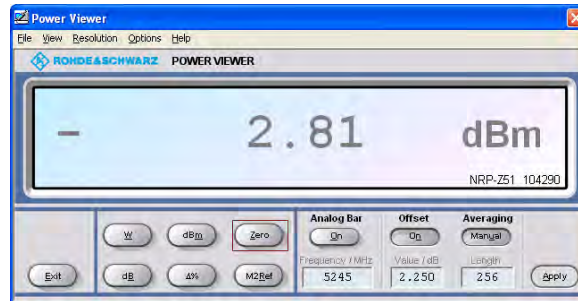 Power Viewer
File View Resolution Options Help
ROHDE&SCHWARZ POWER VIEWER
- 2.81 dBm
NRP-Z51 104290
Analog Bar Offset Averaging
W dBm Zero On On Manual
Frequency / MHz Value / dB Length
Exit dB Δ% M2Ref 5245 2.250 256 Apply